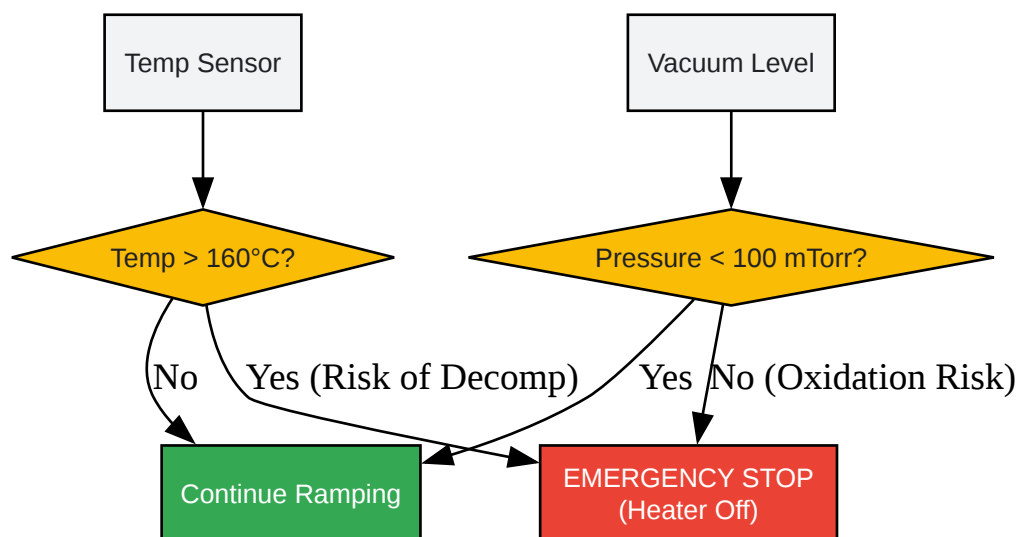 Temp Sensor
Vacuum Level
Temp > 160°C?
Pressure < 100 mTorr?
No
Yes (Risk of Decomp)
Yes
No (Oxidation Risk)
Continue Ramping
EMERGENCY STOP
(Heater Off)